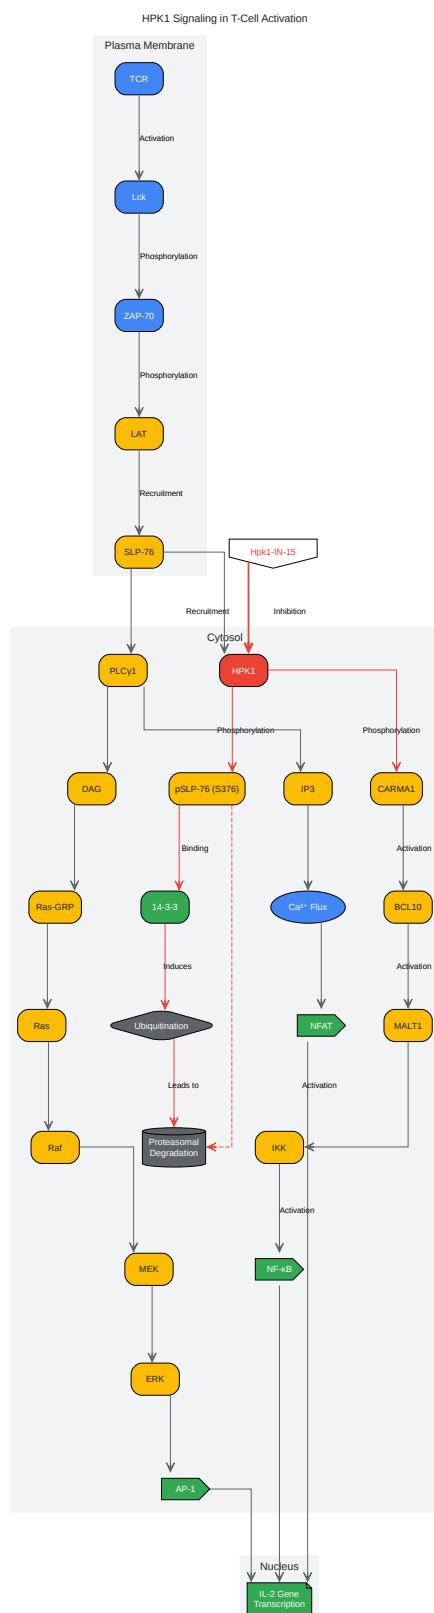 HPK1 Signaling in T-Cell Activation
Plasma Membrane
TCR
Activation
Lck
Phosphorylation
ZAP-70
Phosphorylation
LAT
Recruitment
SLP-76
Hpk1-IN-15
Recruitment
Inhibition
Cytosol
PLCγ1
HPK1
Phosphorylation
Phosphorylation
DAG
pSLP-76 (S376)
IP3
CARMA1
Binding
Activation
Ras-GRP
14-3-3
Ca²⁺ Flux
BCL10
Induces
Activation
Ras
Ubiquitination
NFAT
MALT1
Leads to
Activation
Raf
Proteasomal
Degradation
IKK
Activation
MEK
NF-κB
ERK
AP-1
Nucleus
IL-2 Gene
Transcription